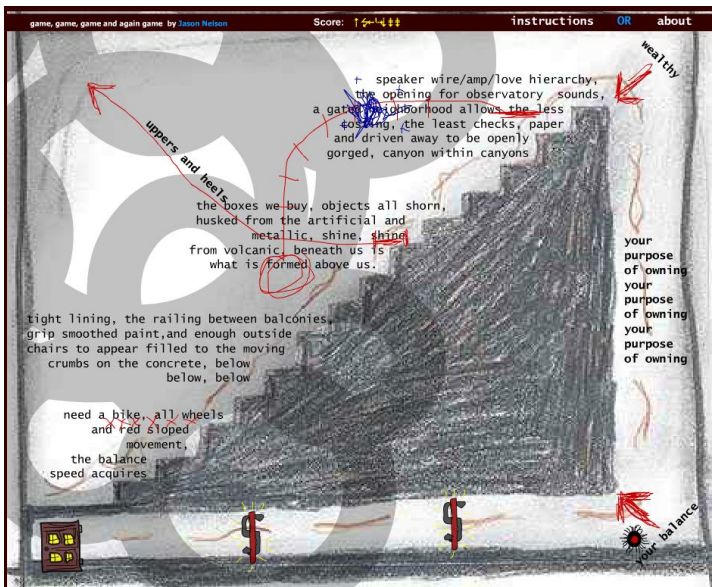 game, game, game and again game by Jason Nelson
Score:
instructions OR about
wealthy
speaker wire/amp/love hierarchy,
the opening for observatory sounds,
a gated neighborhood allows the less
costing, the least checks, paper
and driven away to be openly
gorged, canyon within canyons
uppers and heels
the boxes we buy, objects all shorn,
husked from the artificial and
metallic, shine, shine
from volcanic, beneath us is
what is formed above us.
your
purpose
of owning
your
purpose
of owning
your
purpose
of owning
tight lining, the railing between balconies,
grip smoothed paint,and enough outside
chairs to appear filled to the moving
crumbs on the concrete, below
below, below
need a bike, all wheels
and red sloped
movement,
the balance
speed acquires
$ $
your balance